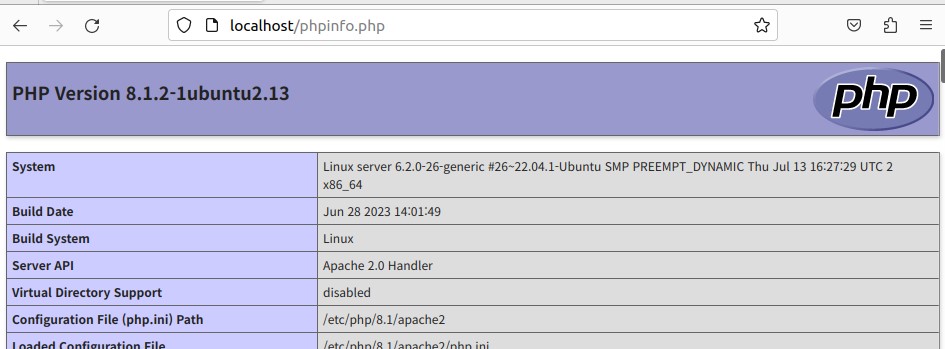 localhost/phpinfo.php
PHP Version 8.1.2-1ubuntu2.13
php
System
Linux server 6.2.0-26-generic #26~22.04.1-Ubuntu SMP PREEMPT_DYNAMIC Thu Jul 13 16:27:29 UTC 2
x86_64
Build Date
Jun 28 2023 14:01:49
Build System
Linux
Server API
Apache 2.0 Handler
Virtual Directory Support
disabled
Configuration File (php.ini) Path
/etc/php/8.1/apache2
Loaded Configuration File
/etc/php/8.1/apache2/php.ini